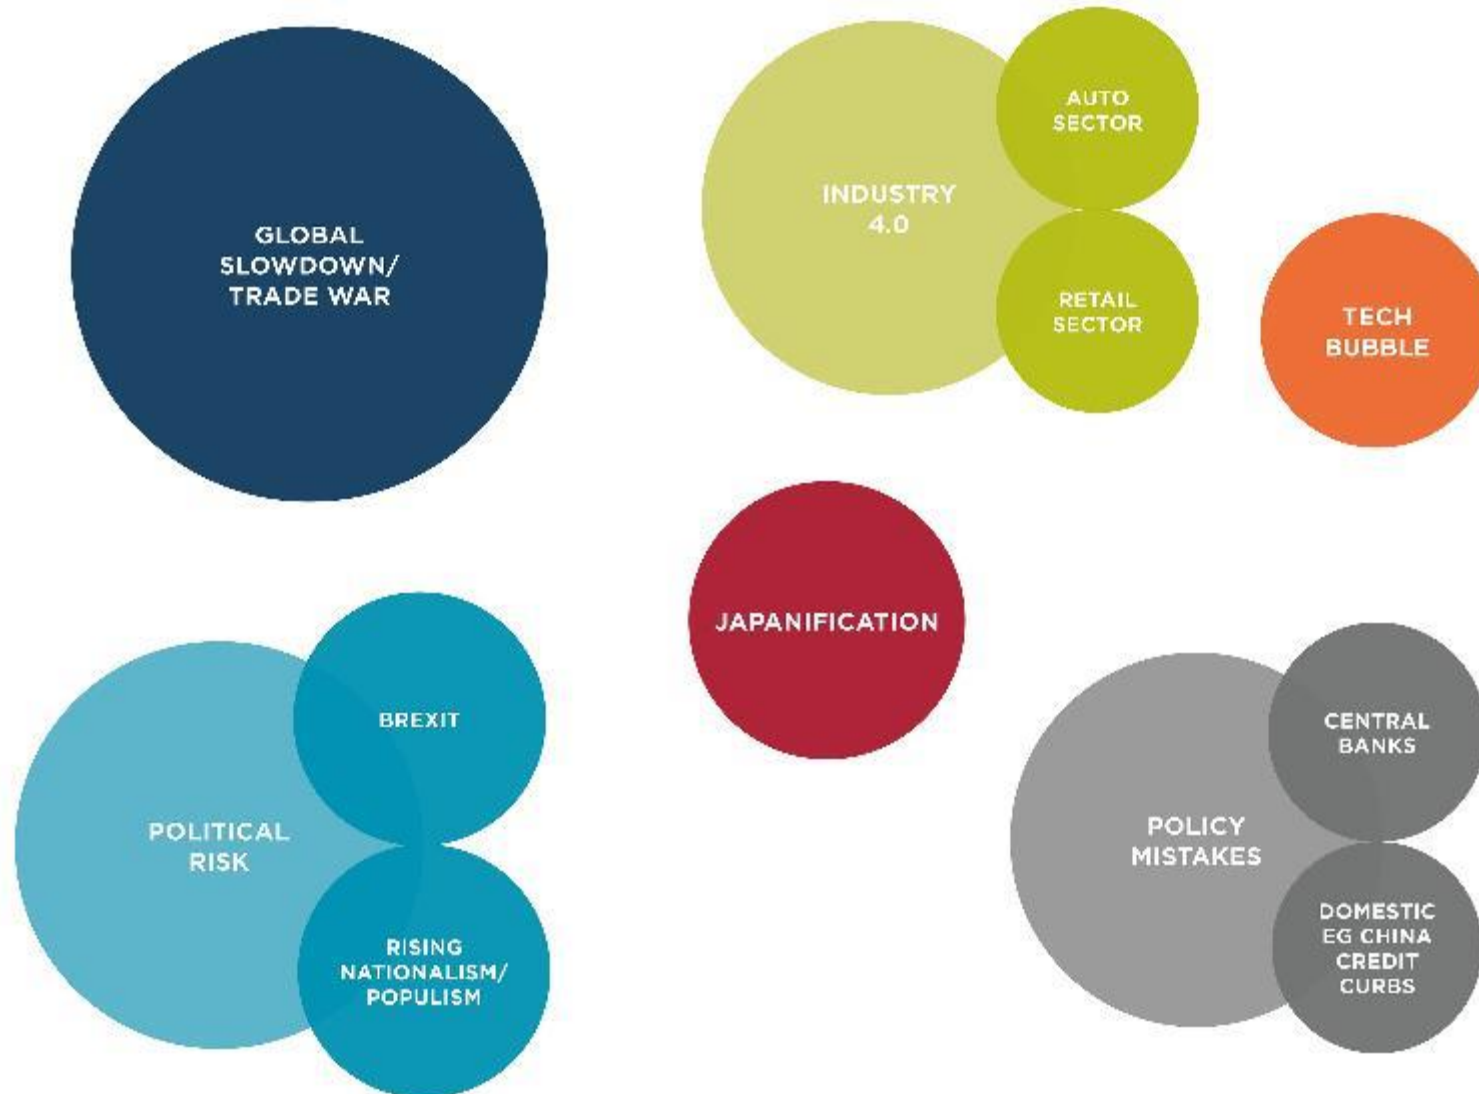 GLOBAL
SLOWDOWN/
TRADE WAR
INDUSTRY
4.0
AUTO
SECTOR
RETAIL
SECTOR
TECH
BUBBLE
JAPANIFICATION
POLITICAL
RISK
BREXIT
RISING
NATIONALISM/
POPULISM
POLICY
MISTAKES
CENTRAL
BANKS
DOMESTIC
EG CHINA
CREDIT
CURBS